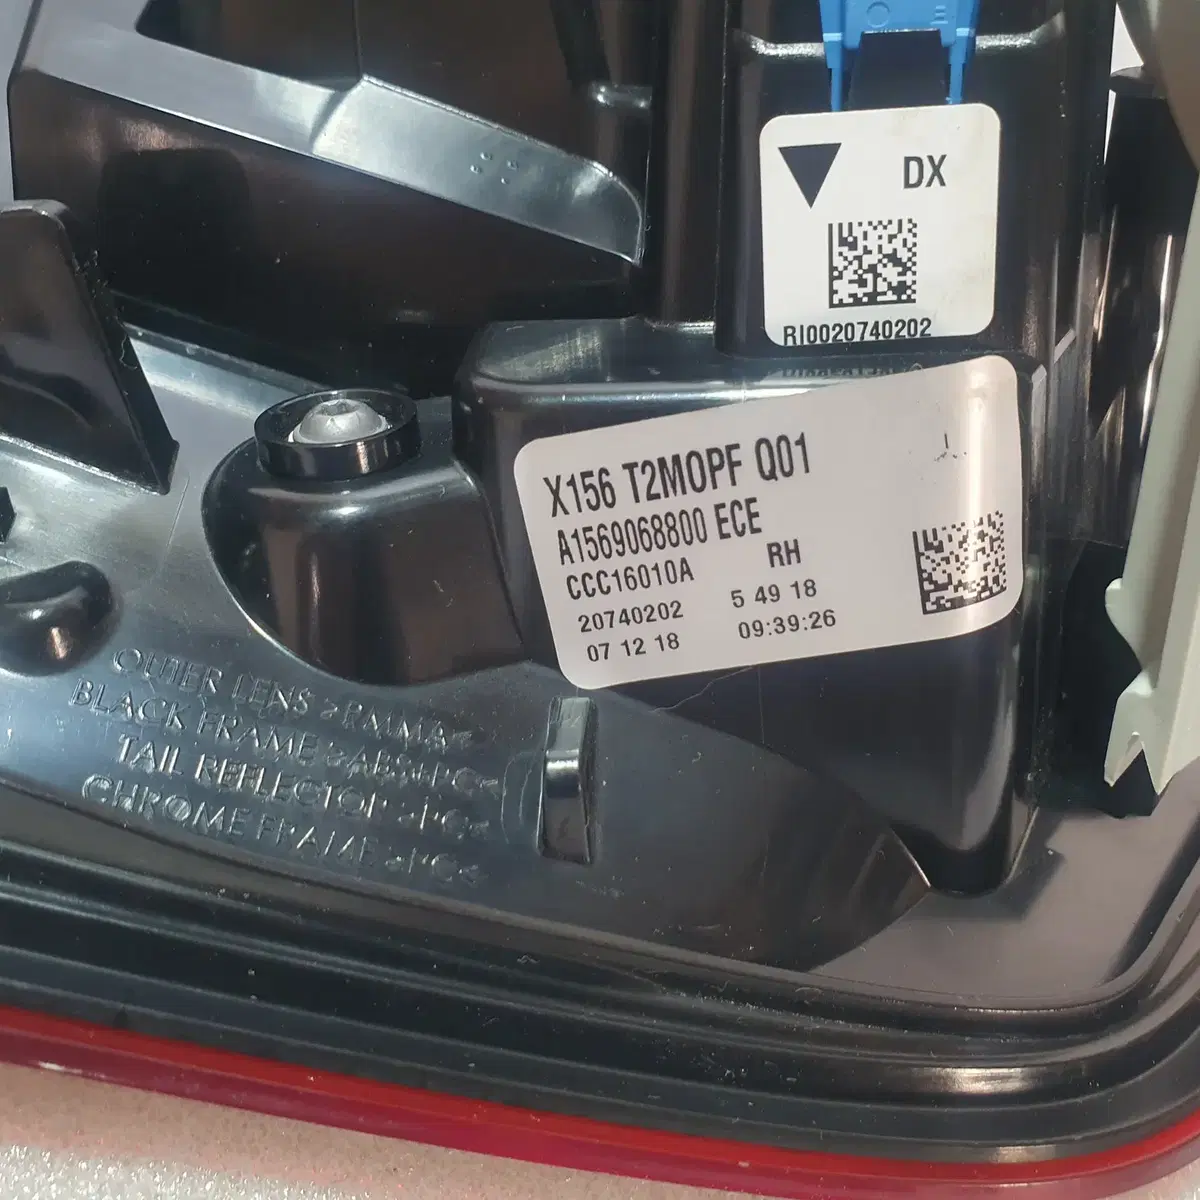 DX
RI0020740202
X156 T2MOPF Q01
A1569068800 ECE
CCC16010A RH
20740202 5 49 18
07 12 18 09:39:26
OUTER LENS >PMMA<
BLACK FRAME >ABS+PC<
TAIL REFLECTOR >PC<
CHROME FRAME >PC<